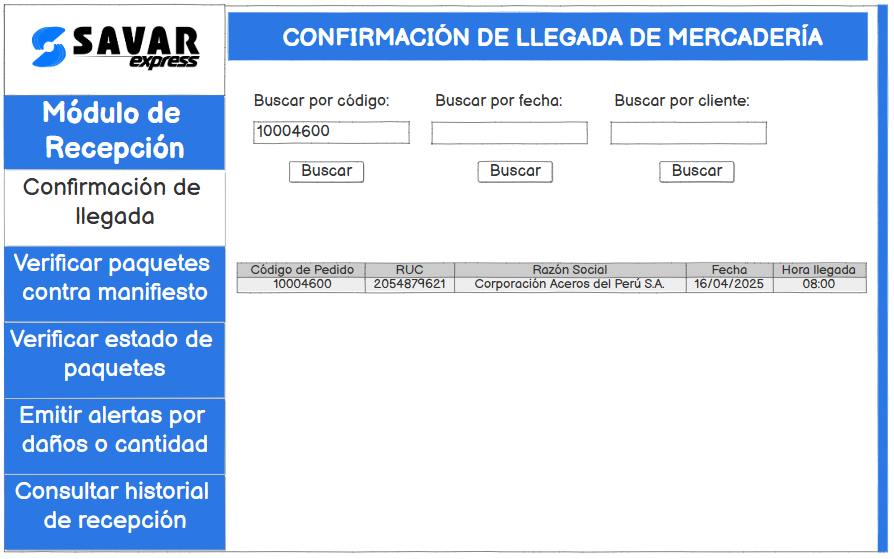 SAVAR
express
Módulo de
Recepción
Confirmación de
llegada
Verificar paquetes
contra manifiesto
Verificar estado de
paquetes
Emitir alertas por
daños o cantidad
Consultar historial
de recepción
CONFIRMACIÓN DE LLEGADA DE MERCADERÍA
Buscar por código: Buscar por fecha: Buscar por cliente:
10004600
Buscar Buscar Buscar
Código de Pedido RUC Razón Social Fecha Hora llegada
10004600 2054879621 Corporación Aceros del Perú S.A. 16/04/2025 08:00